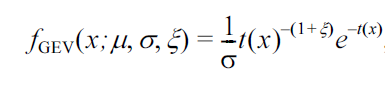 f_GEV(x; μ, σ, ξ) = 1/σ t(x)^−(1+ξ) e^−t(x)